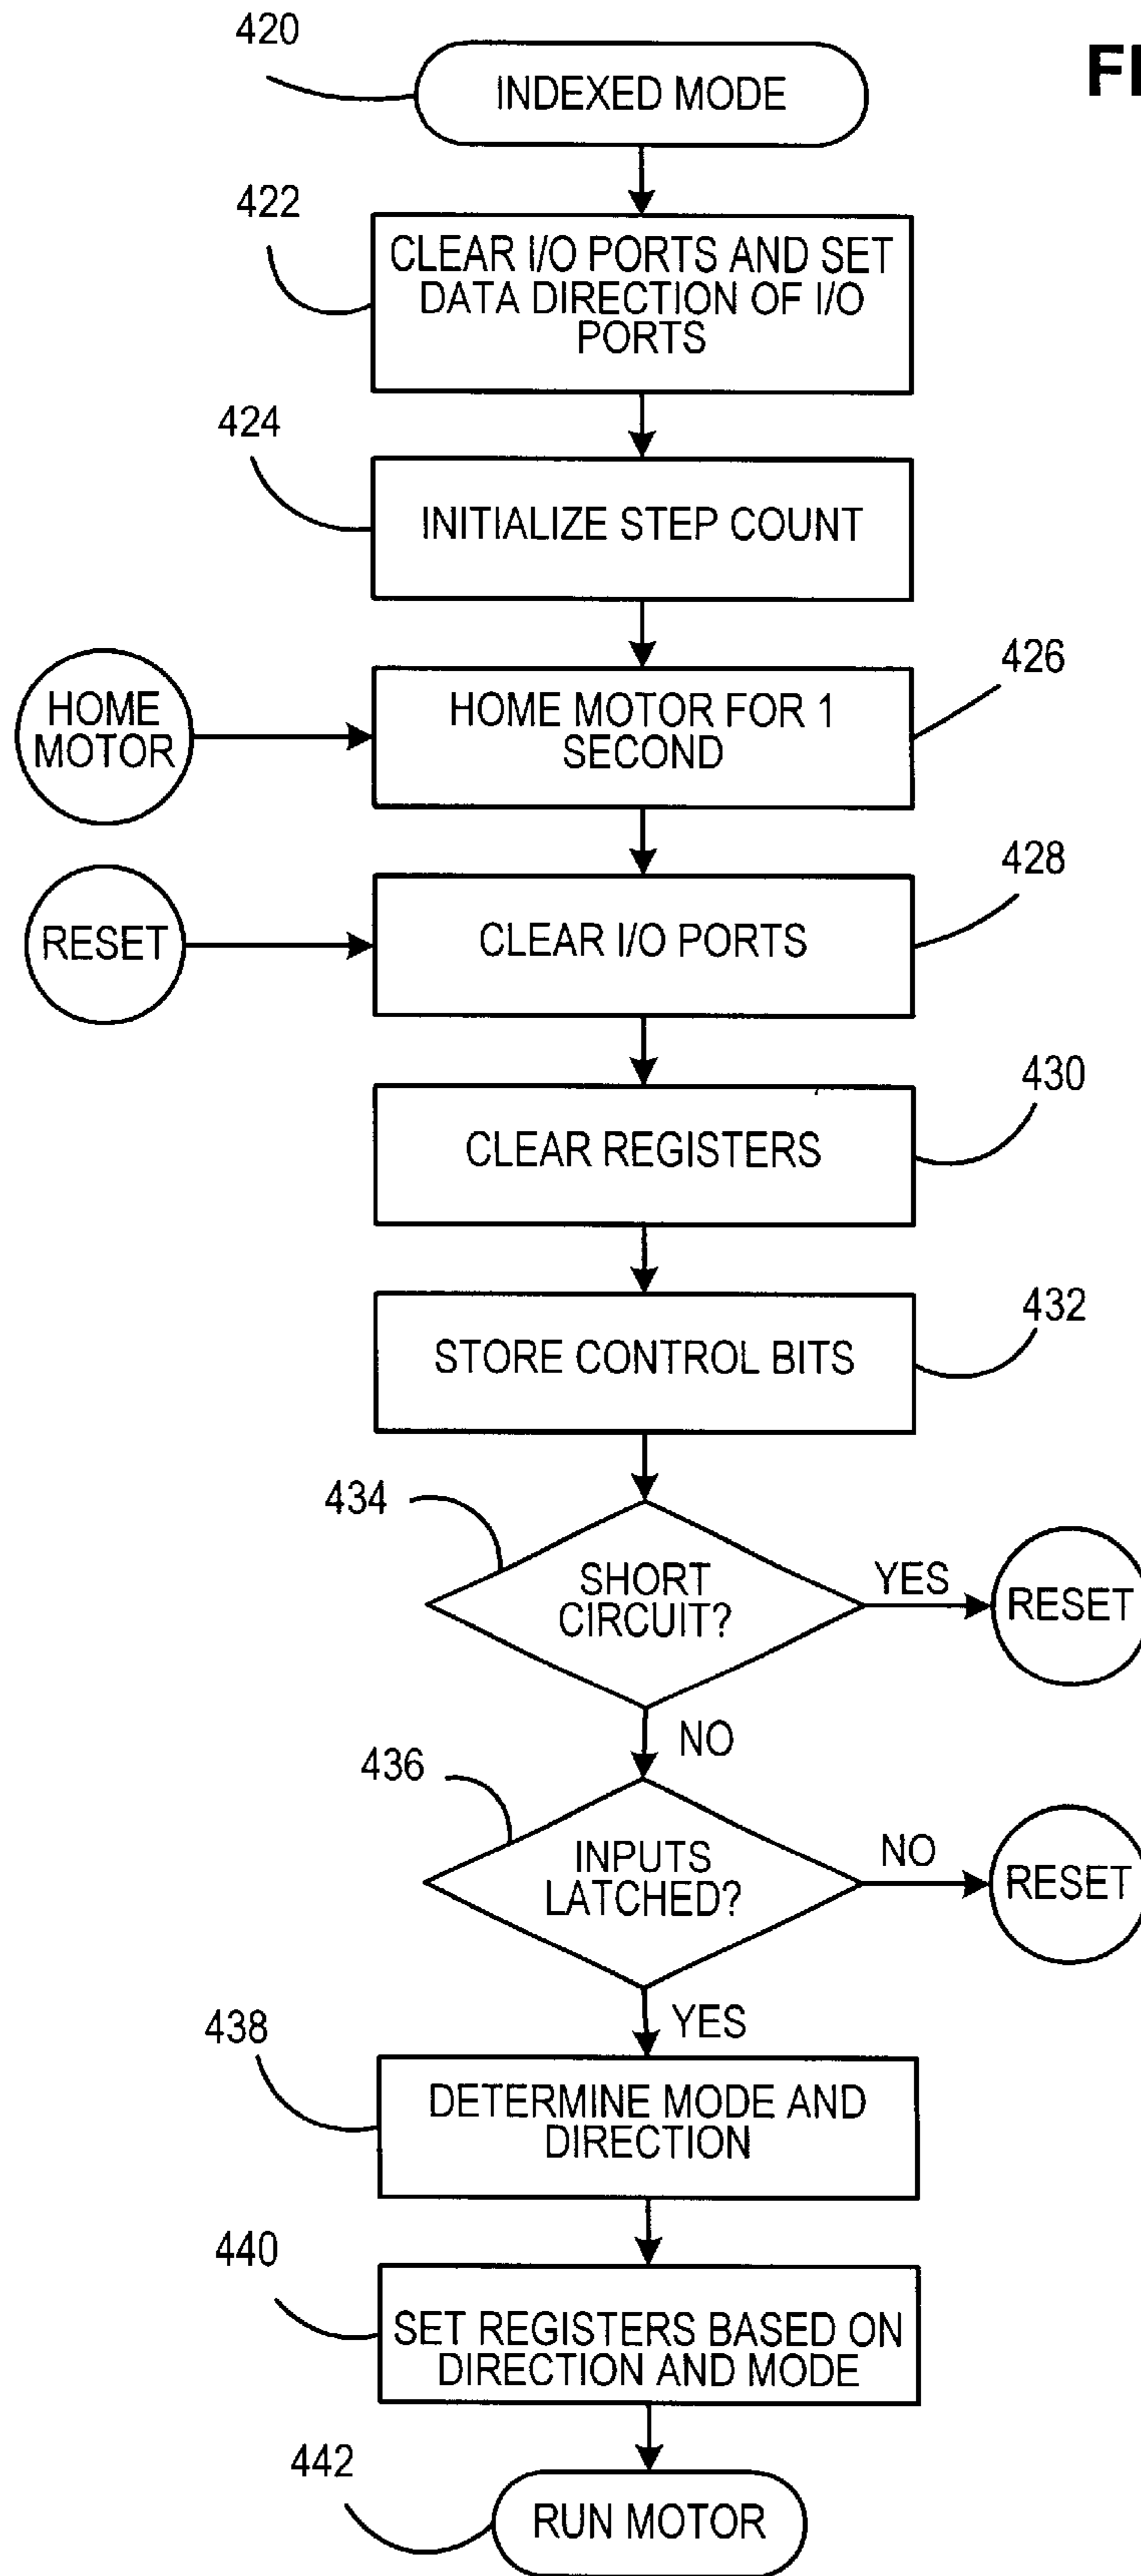 420
FI
INDEXED MODE
422
CLEAR I/O PORTS AND SET
DATA DIRECTION OF I/O
PORTS
424
INITIALIZE STEP COUNT
426
HOME
MOTOR
HOME MOTOR FOR 1
SECOND
428
RESET
CLEAR I/O PORTS
430
CLEAR REGISTERS
432
STORE CONTROL BITS
434
SHORT
CIRCUIT?
YES
RESET
NO
436
INPUTS
LATCHED?
NO
RESET
YES
438
DETERMINE MODE AND
DIRECTION
440
SET REGISTERS BASED ON
DIRECTION AND MODE
442
RUN MOTOR